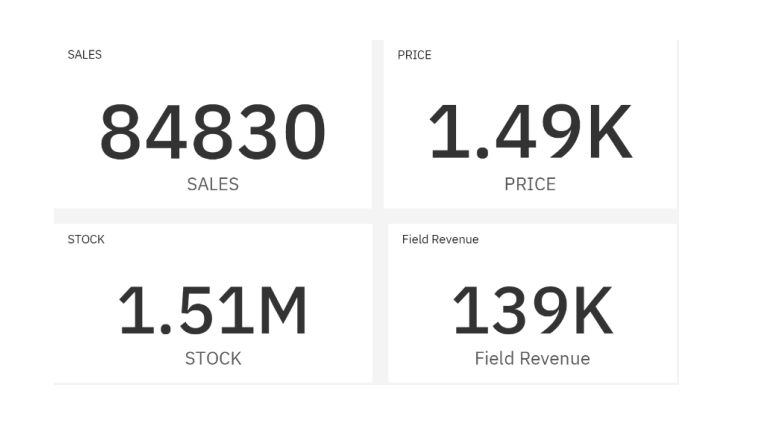 SALES
84830
SALES
PRICE
1.49K
PRICE
STOCK
1.51M
STOCK
Field Revenue
139K
Field Revenue